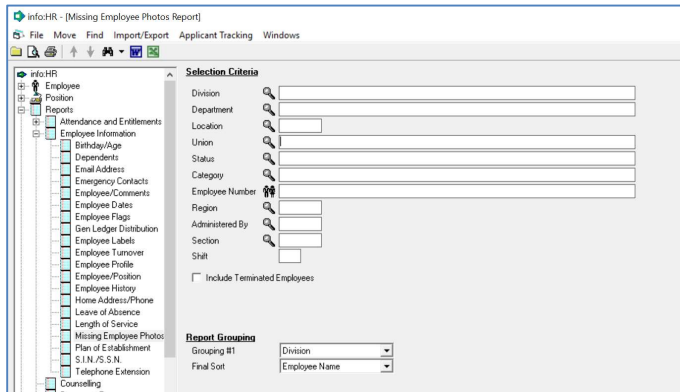 info:HR - [Missing Employee Photos Report]
File Move Find Import/Export Applicant Tracking Windows
info:HR
Employee
Position
Reports
Attendance and Entitlements
Employee Information
Birthday/Age
Dependents
Email Address
Emergency Contacts
Employee/Comments
Employee Dates
Employee Flags
Gen Ledger Distribution
Employee Labels
Employee Turnover
Employee Profile
Employee/Position
Employee History
Home Address/Phone
Leave of Absence
Length of Service
Missing Employee Photos
Plan of Establishment
S.I.N./S.S.N.
Telephone Extension
Counselling
Selection Criteria
Division
Department
Location
Union
Status
Category
Employee Number
Region
Administered By
Section
Shift
Include Terminated Employees
Report Grouping
Grouping #1 Division
Final Sort Employee Name